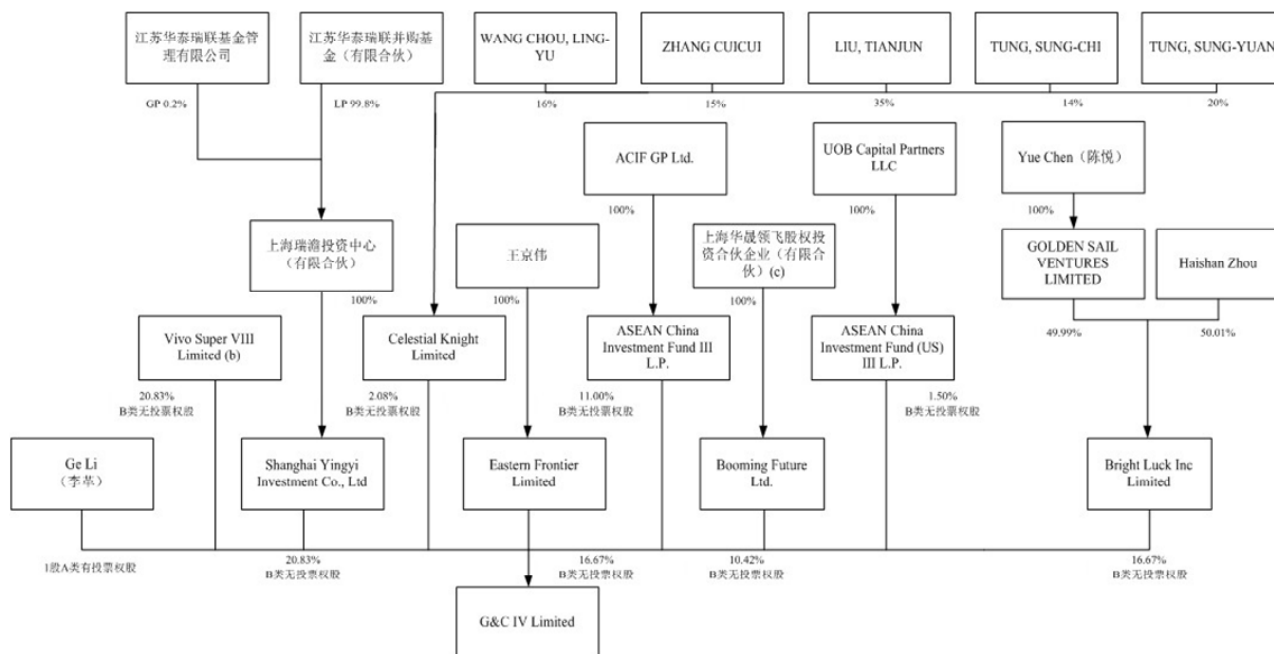 江苏华泰瑞联基金管
理有限公司
江苏华泰瑞联并购基
金（有限合伙）
WANG CHOU, LING-
YU
ZHANG CUICUI
LIU, TIANJUN
TUNG, SUNG-CHI
TUNG, SUNG-YUAN
GP 0.2%
LP 99.8%
16%
15%
35%
14%
20%
ACIF GP Ltd.
UOB Capital Partners
LLC
Yue Chen（陈悦）
100%
100%
100%
上海瑞澹投资中心
（有限合伙）
王京伟
上海华晟领飞股权投
资合伙企业（有限合
伙）(c)
GOLDEN SAIL
VENTURES
LIMITED
Haishan Zhou
100%
100%
100%
49.99%
50.01%
Vivo Super VIII
Limited (b)
Celestial Knight
Limited
ASEAN China
Investment Fund III
L.P.
ASEAN China
Investment Fund (US)
III L.P.
20.83%
B类无投票权股
2.08%
B类无投票权股
11.00%
B类无投票权股
1.50%
B类无投票权股
Ge Li
（李革）
Shanghai Yingyi
Investment Co., Ltd
Eastern Frontier
Limited
Booming Future
Ltd.
Bright Luck Inc
Limited
1股A类有投票权股
20.83%
B类无投票权股
16.67%
B类无投票权股
10.42%
B类无投票权股
16.67%
B类无投票权股
G&C IV Limited